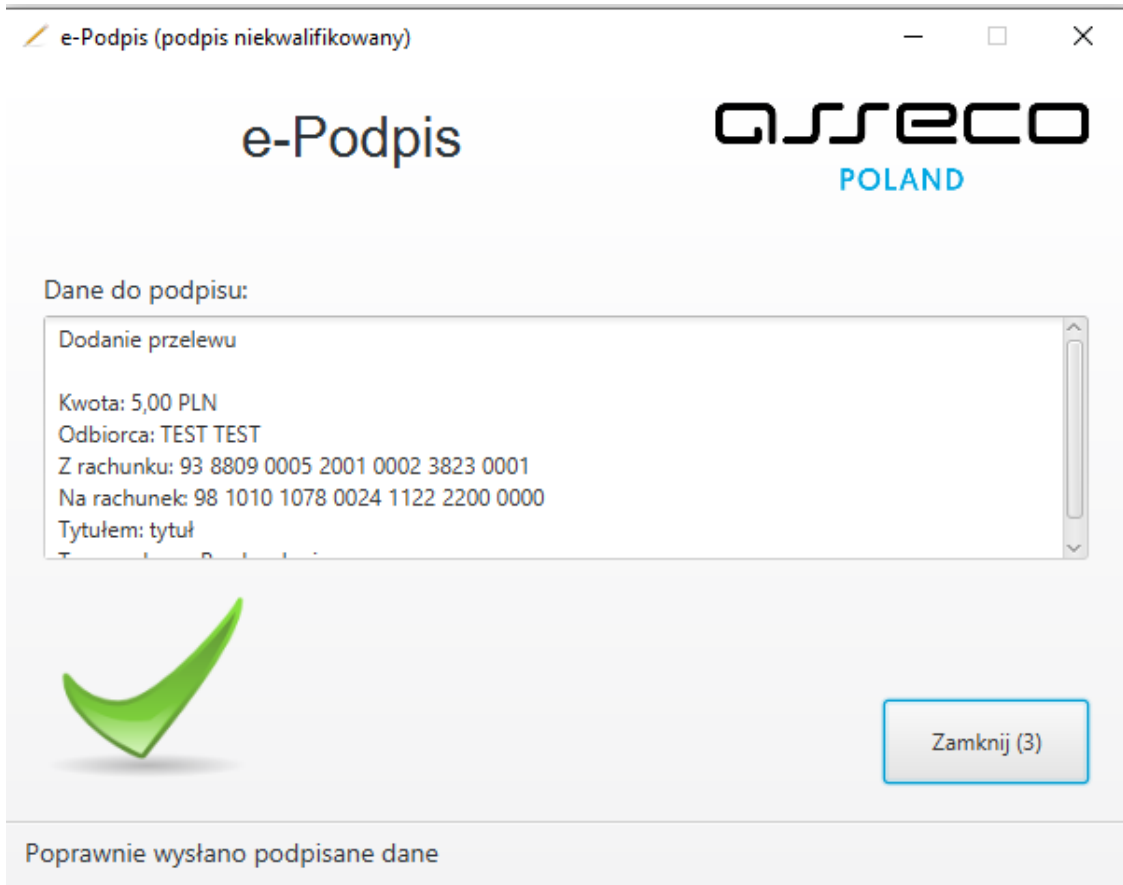 e-Podpis (podpis niekwalifikowany)
e-Podpis
asseco
POLAND
Dane do podpisu:
Dodanie przelewu
Kwota: 5,00 PLN
Odbiorca: TEST TEST
Z rachunku: 93 8809 0005 2001 0002 3823 0001
Na rachunek: 98 1010 1078 0024 1122 2200 0000
Tytułem: tytuł
Zamknij (3)
Poprawnie wysłano podpisane dane